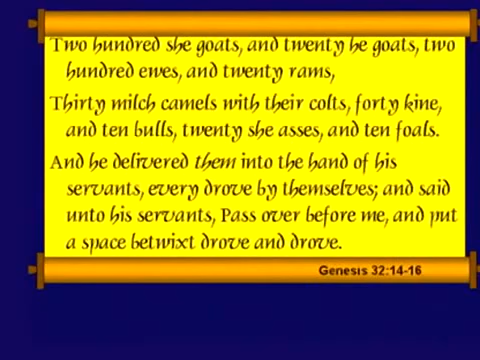 Two hundred she goats, and twenty he goats, two
hundred ewes, and twenty rams,
Thirty milch camels with their colts, forty kine,
and ten bulls, twenty she asses, and ten foals.
And he delivered them into the hand of his
servants, every drove by themselves; and said
unto his servants, Pass over before me, and put
a space betwixt drove and drove.
Genesis 32:14-16